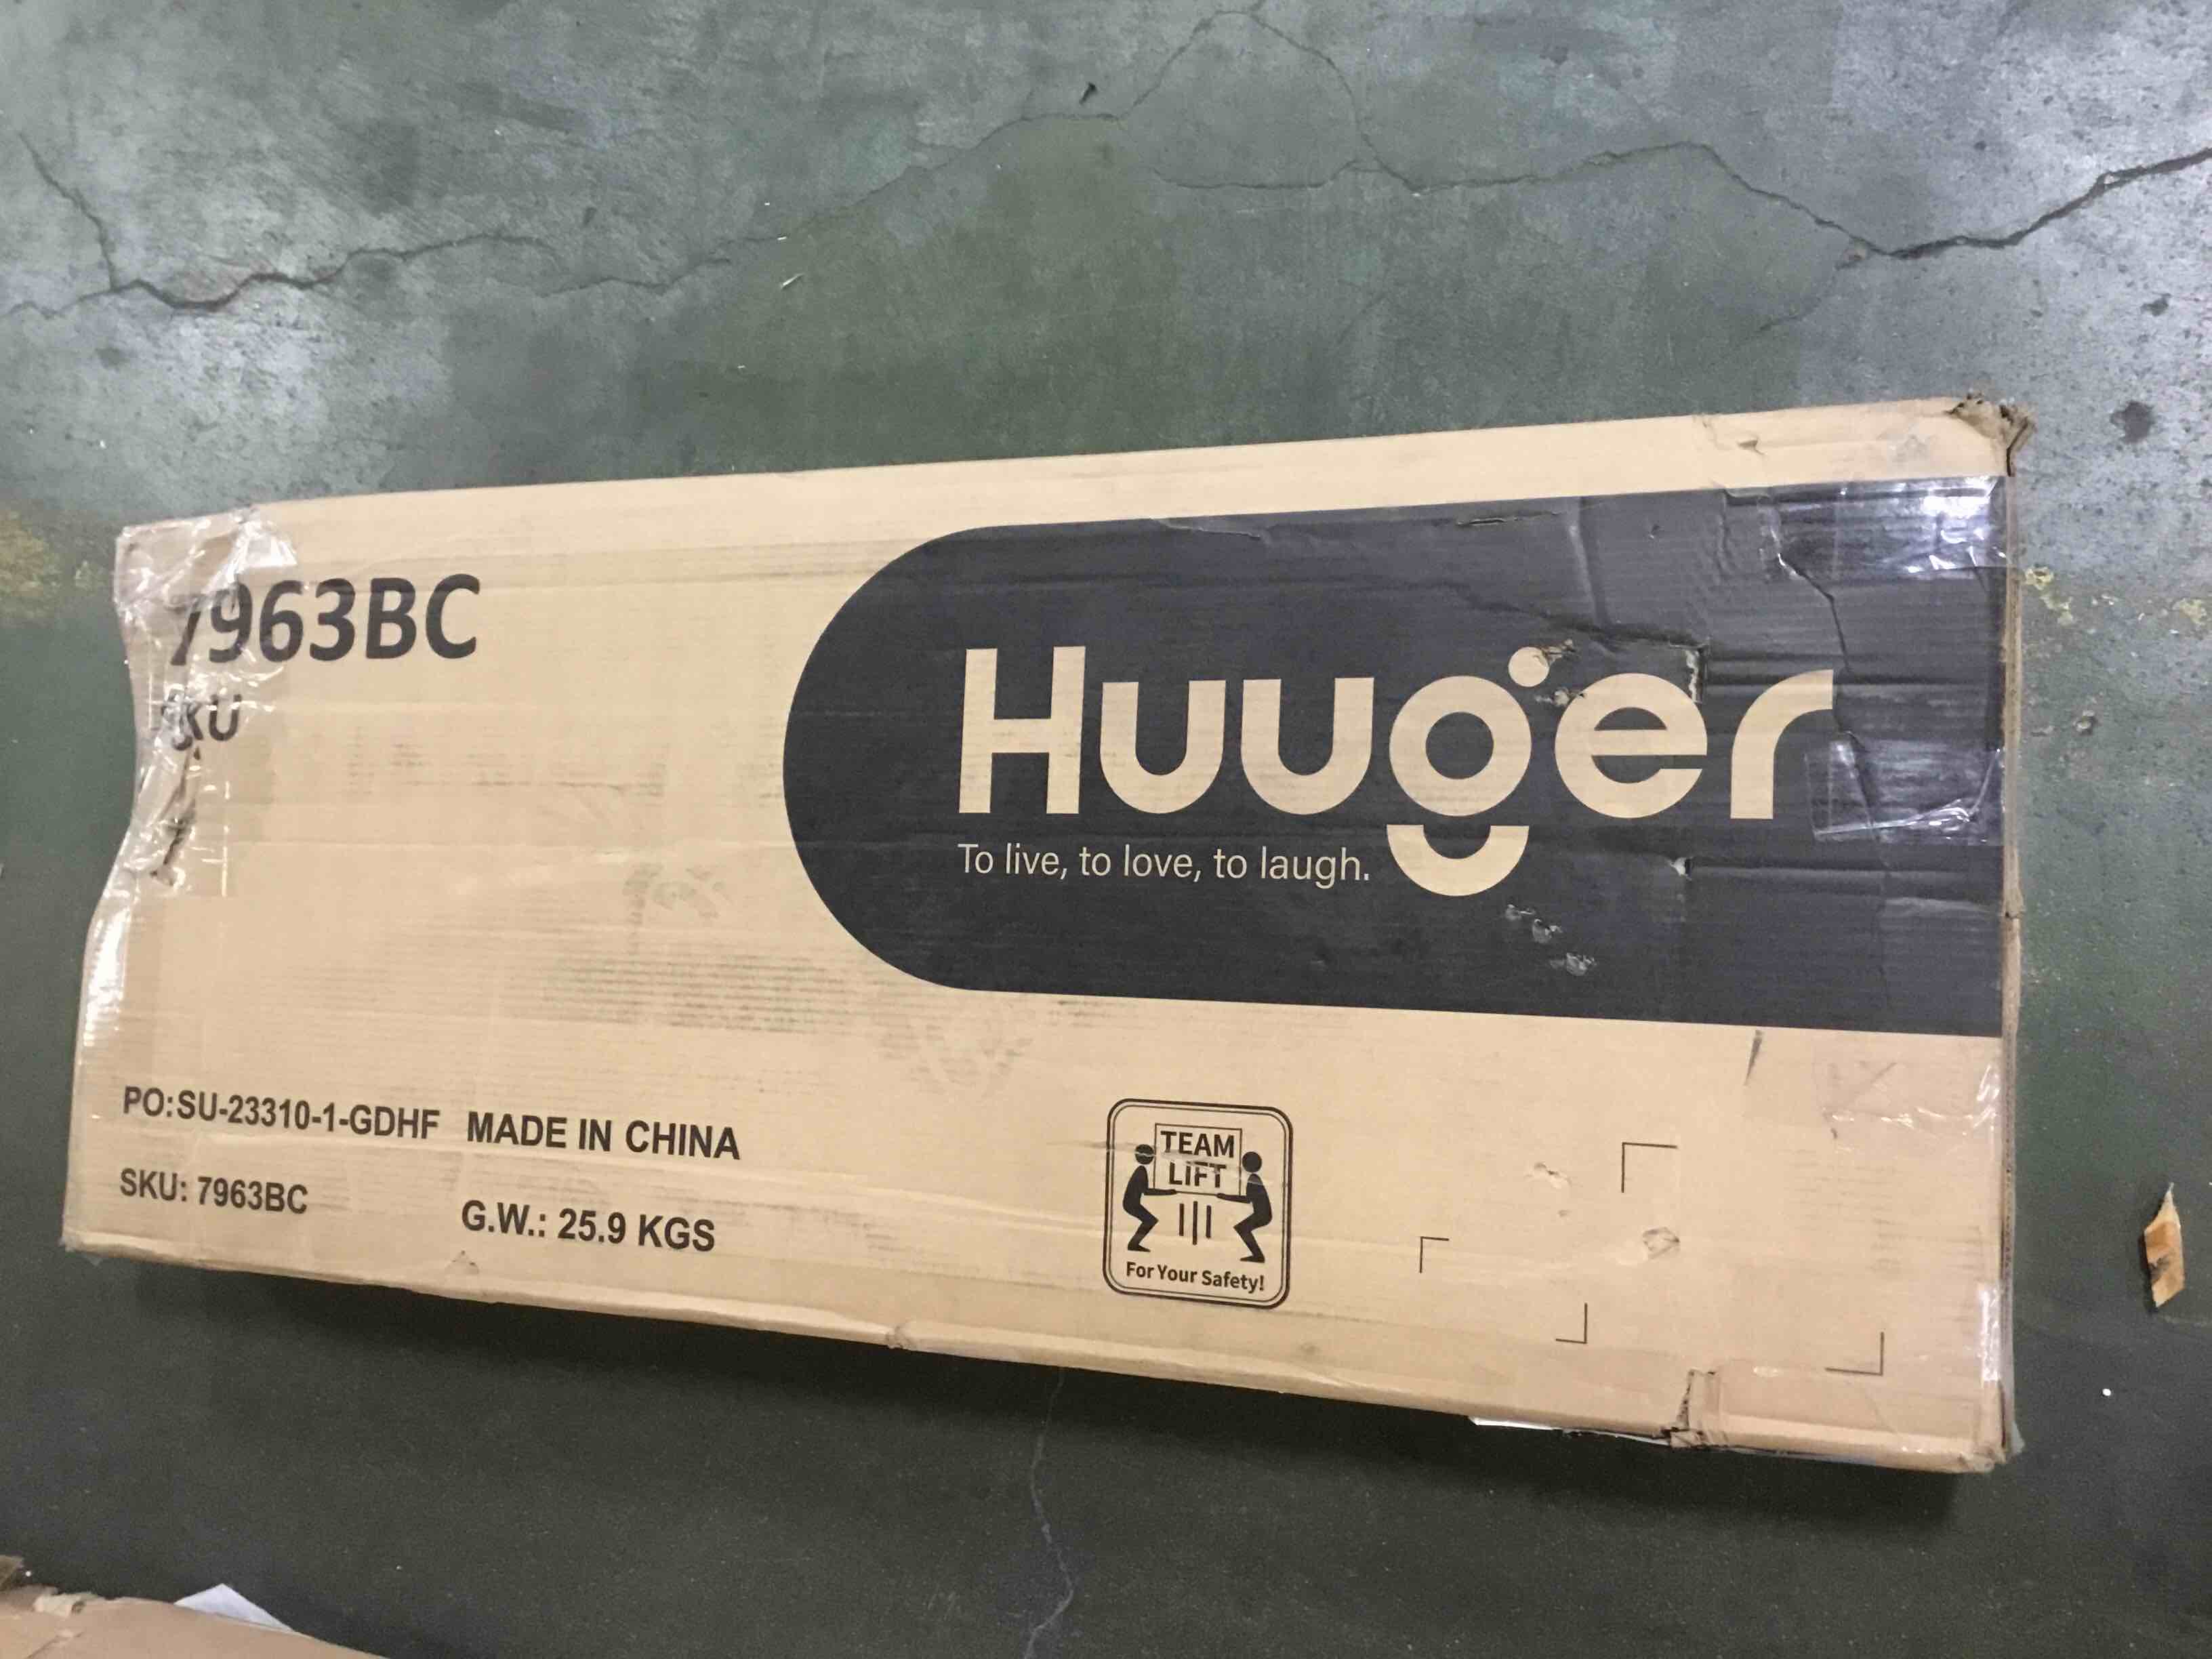 7963BC
SKU
Huuger
To live, to love, to laugh.
PO:SU-23310-1-GDHF MADE IN CHINA
SKU: 7963BC
G.W.: 25.9 KGS
TEAM
LIFT
For Your Safety!